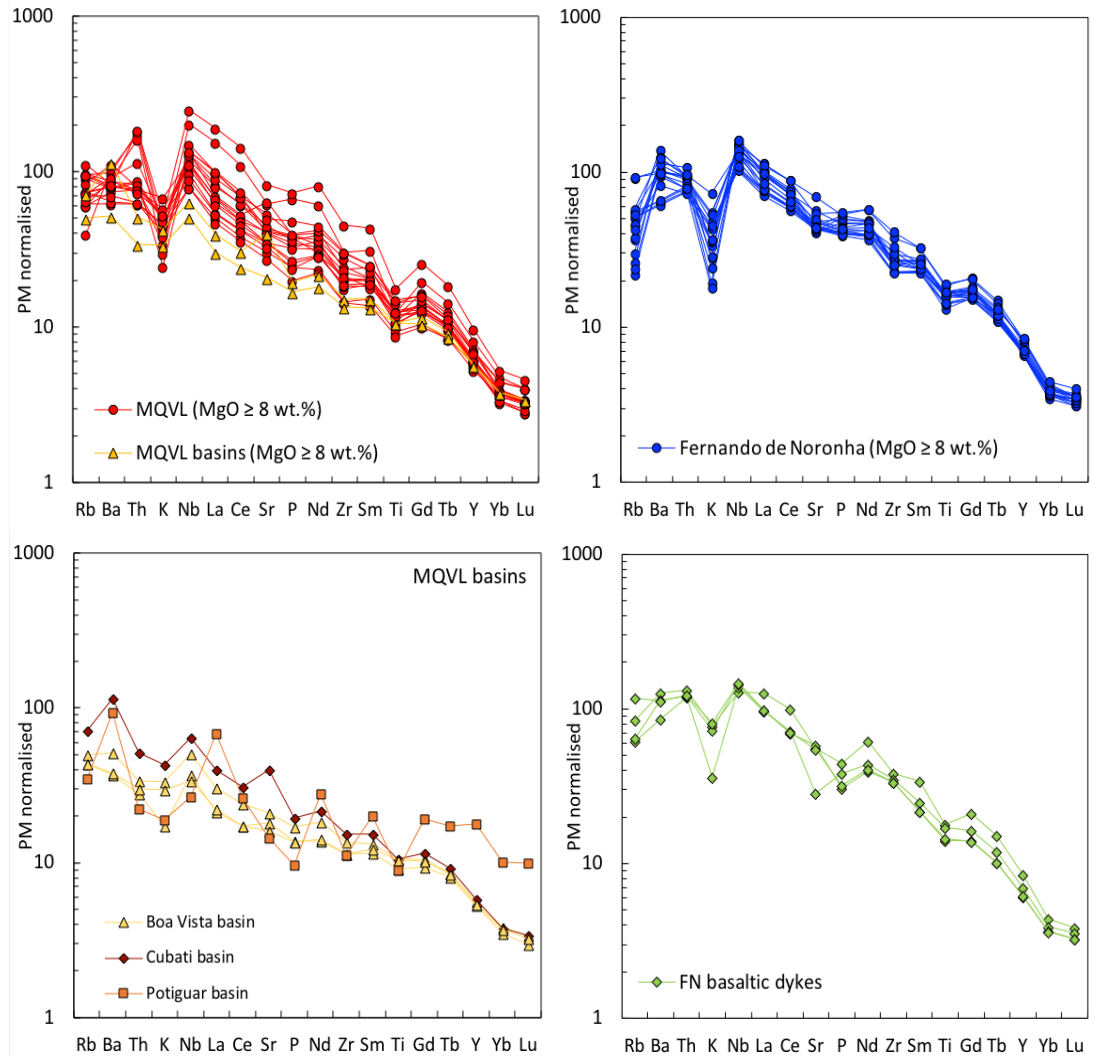 1000
100
10
1
PM normalised
MQVL (MgO ≥ 8 wt.%)
MQVL basins (MgO ≥ 8 wt.%)
Rb Ba Th K Nb La Ce Sr P Nd Zr Sm Ti Gd Tb Y Yb Lu
1000
100
10
1
PM normalised
Fernando de Noronha (MgO ≥ 8 wt.%)
Rb Ba Th K Nb La Ce Sr P Nd Zr Sm Ti Gd Tb Y Yb Lu
1000
100
10
1
PM normalised
MQVL basins
Boa Vista basin
Cubati basin
Potiguar basin
Rb Ba Th K Nb La Ce Sr P Nd Zr Sm Ti Gd Tb Y Yb Lu
1000
100
10
1
PM normalised
FN basaltic dykes
Rb Ba Th K Nb La Ce Sr P Nd Zr Sm Ti Gd Tb Y Yb Lu